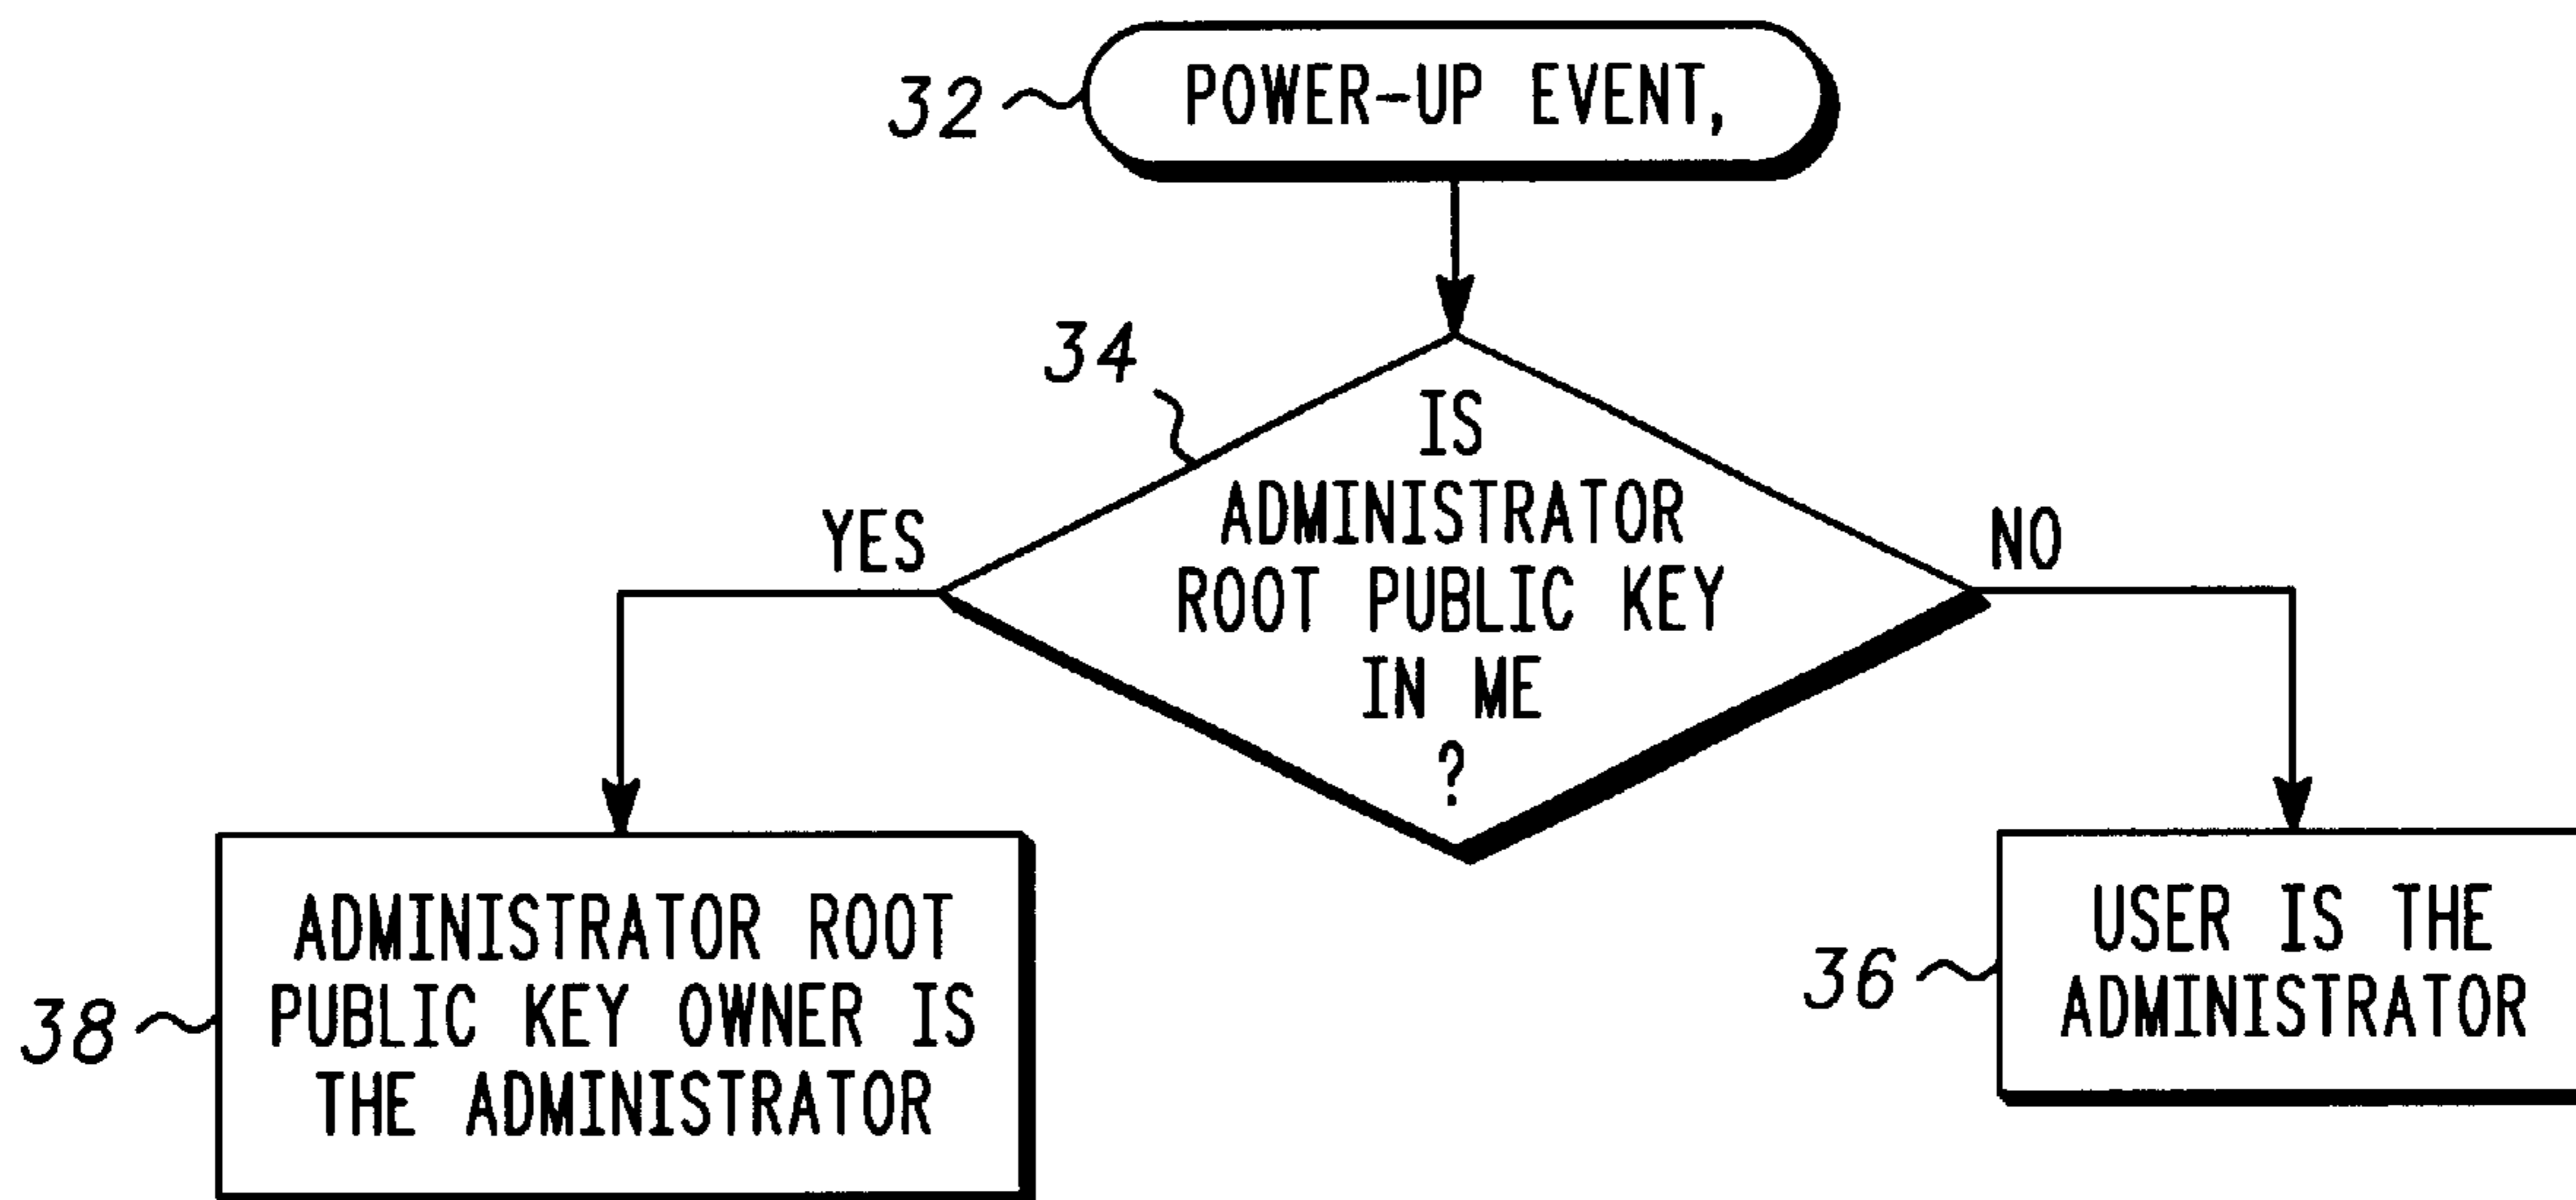 32
POWER-UP EVENT,
34
IS
ADMINISTRATOR
ROOT PUBLIC KEY
IN ME
?
YES
NO
38
ADMINISTRATOR ROOT
PUBLIC KEY OWNER IS
THE ADMINISTRATOR
36
USER IS THE
ADMINISTRATOR